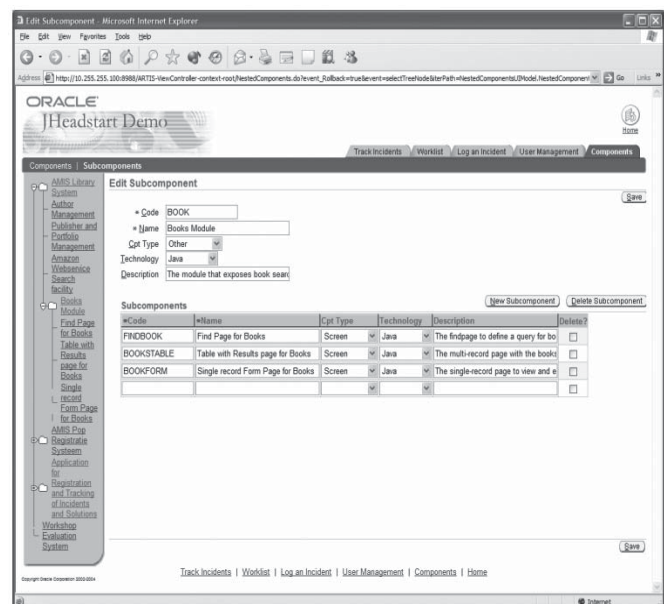 Edit Subcomponent - Microsoft Internet Explorer
File Edit View Favorites Tools Help
Address http://10.255.255.100:8988/ARTIS-ViewController-context-root/NestedComponents.do?event_Rollback=true&event=selectTreeNode&iterPath=NestedComponentsUIModel.NestedComponent Go Links »
ORACLE
JHeadstart Demo
Home
Track Incidents Worklist Log an Incident User Management Components
Components | Subcomponents
AMIS Library
System
Author
Management
Publisher and
Portfolio
Management
Amazon
Webservice
Search
facility
Books
Module
Find Page
for Books
Table with
Results
page for
Books
Single
record
Form Page
for Books
AMIS Pop
Registratie
Systeem
Application
for
Registration
and Tracking
of Incidents
and Solutions
Workshop
Evaluation
System
Edit Subcomponent
Save
* Code BOOK
* Name Books Module
Cpt Type Other
Technology Java
Description The module that exposes book searc
Subcomponents
New Subcomponent Delete Subcomponent
*Code *Name Cpt Type Technology Description Delete?
FINDBOOK Find Page for Books Screen Java The findpage to define a query for bo
BOOKSTABLE Table with Results page for Books Screen Java The multi-record page with the books
BOOKFORM Single record Form Page for Books Screen Java The single-record page to view and e
Save
Track Incidents | Worklist | Log an Incident | User Management | Components | Home
Copyright Oracle Corporation 2003-2004
Internet